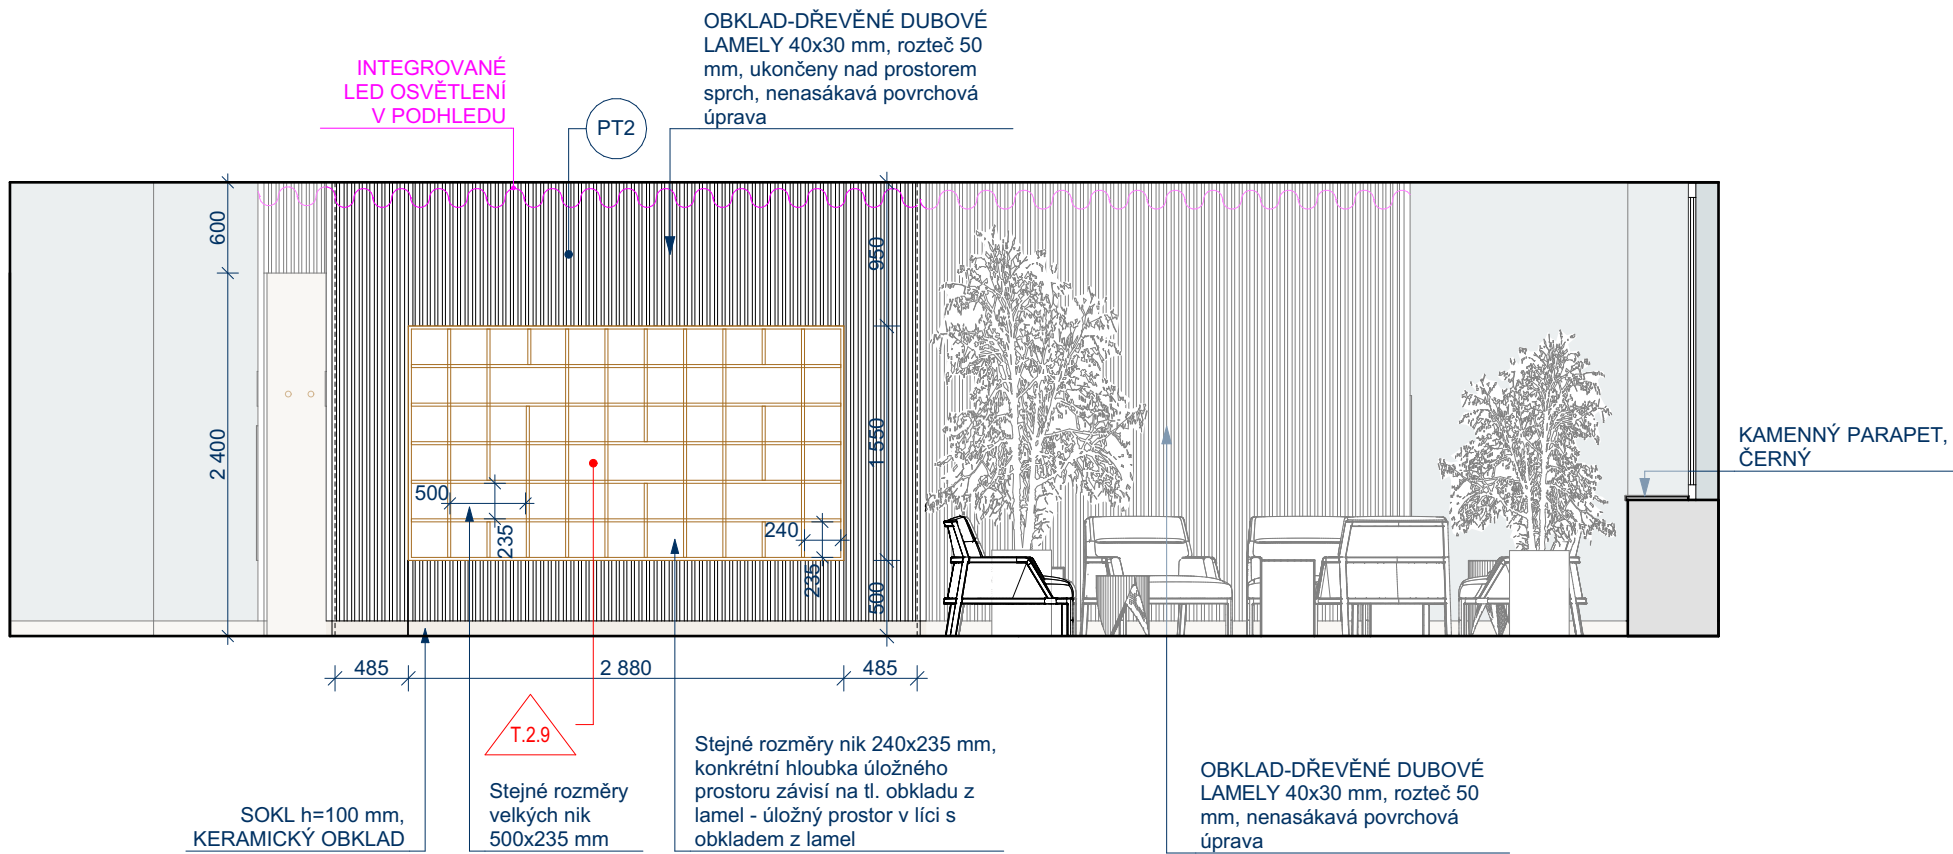 OBKLAD-DŘEVĚNÉ DUBOVÉ
LAMELY 40x30 mm, rozteč 50
mm, ukončeny nad prostorem
sprch, nenasákavá povrchová
úprava
INTEGROVANÉ
LED OSVĚTLENÍ
V PODHLEDU
PT2
600
2 400
950
1 550
500
500
235
240
235
KAMENNÝ PARAPET,
ČERNÝ
485
2 880
485
T.2.9
SOKL h=100 mm,
KERAMICKÝ OBKLAD
Stejné rozměry
velkých nik
500x235 mm
Stejné rozměry nik 240x235 mm,
konkrétní hloubka úložného
prostoru závisí na tl. obkladu z
lamel - úložný prostor v líci s
obkladem z lamel
OBKLAD-DŘEVĚNÉ DUBOVÉ
LAMELY 40x30 mm, rozteč 50
mm, nenasákavá povrchová
úprava